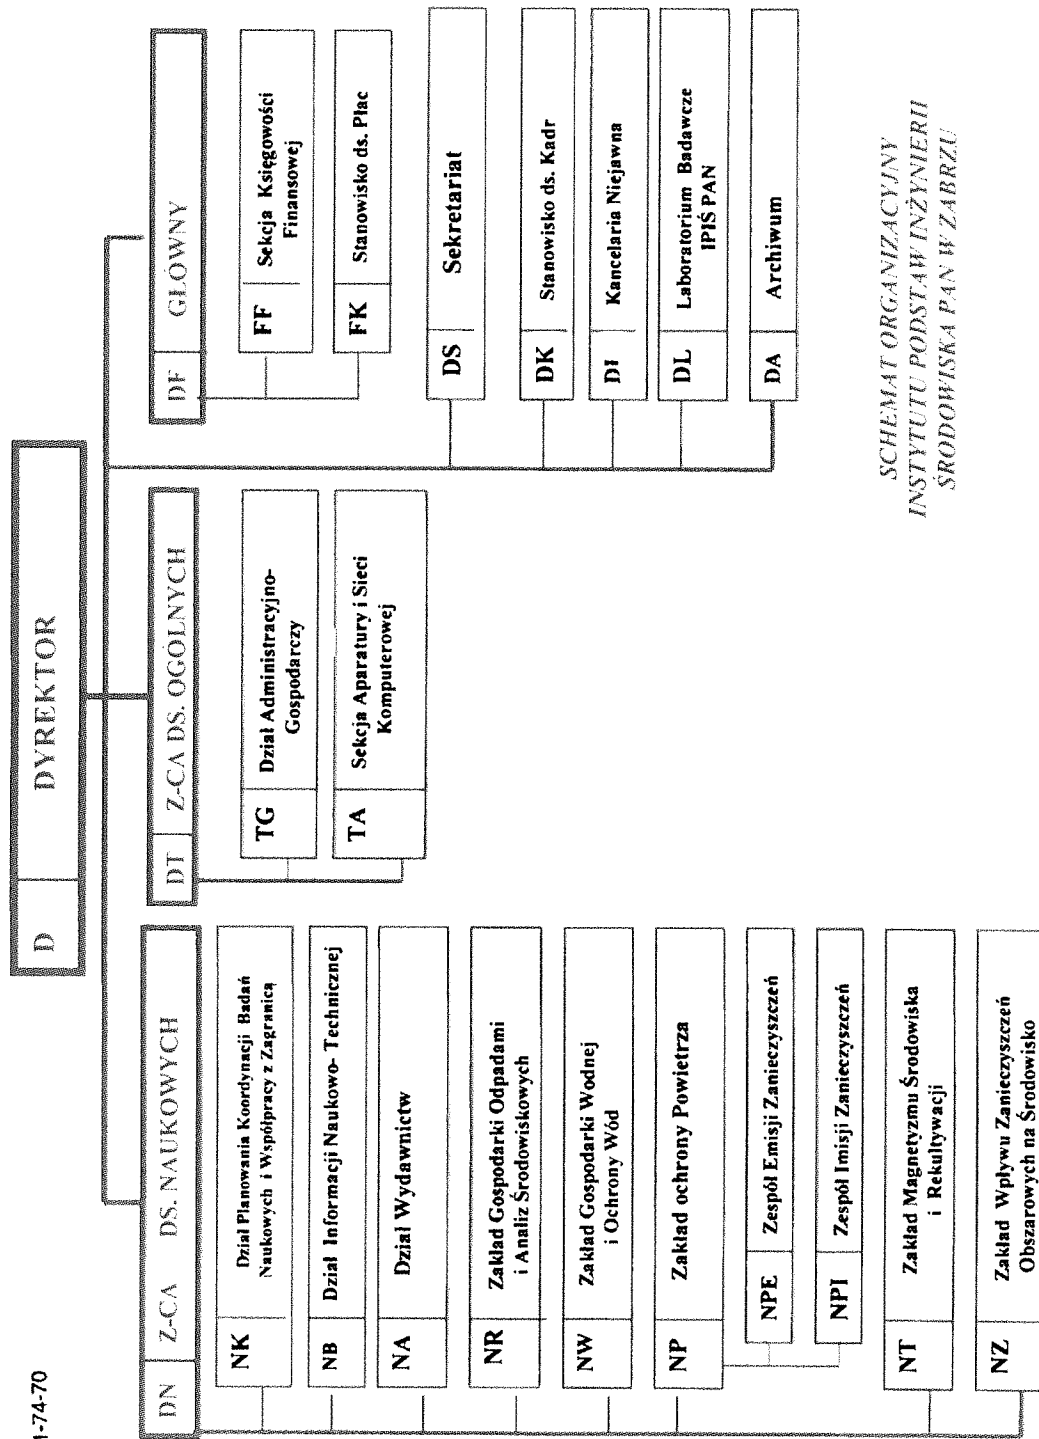 1-74-70
D DYREKTOR
DN Z-CA DS. NAUKOWYCH
NK Dział Planowania Koordynacji Badań
Naukowych i Współpracy z Zagranicą
NB Dział Informacji Naukowo- Technicznej
NA Dział Wydawnictw
NR Zakład Gospodarki Odpadami
i Analiz Środowiskowych
NW Zakład Gospodarki Wodnej
i Ochrony Wód
NP Zakład ochrony Powietrza
NPE Zespół Emisji Zanieczyszczeń
NPI Zespół Imisji Zanieczyszczeń
NT Zakład Magnetyzmu Środowiska
i Rekultywacji
NZ Zakład Wpływu Zanieczyszczeń
Obszarowych na Środowisko
DT Z-CA DS. OGÓLNYCH
TG Dział Administracyjno-
Gospodarczy
TA Sekcja Aparatury i Sieci
Komputerowej
DF GŁÓWNY
FF Sekcja Księgowości
Finansowej
FK Stanowisko ds. Płac
DS Sekretariat
DK Stanowisko ds. Kadr
DI Kancelaria Niejawna
DL Laboratorium Badawcze
IPIŚ PAN
DA Archiwum
SCHEMAT ORGANIZACYJNY
INSTYTUTU PODSTAW INŻYNIERII
ŚRODOWISKA PAN W ZABRZU